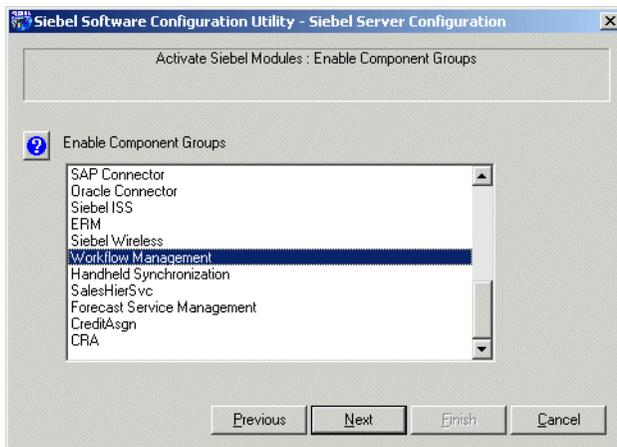 Siebel Software Configuration Utility - Siebel Server Configuration
Activate Siebel Modules : Enable Component Groups
Enable Component Groups
SAP Connector
Oracle Connector
Siebel ISS
ERM
Siebel Wireless
Workflow Management
Handheld Synchronization
SalesHierSvc
Forecast Service Management
CreditAsgn
CRA
Previous Next Finish Cancel